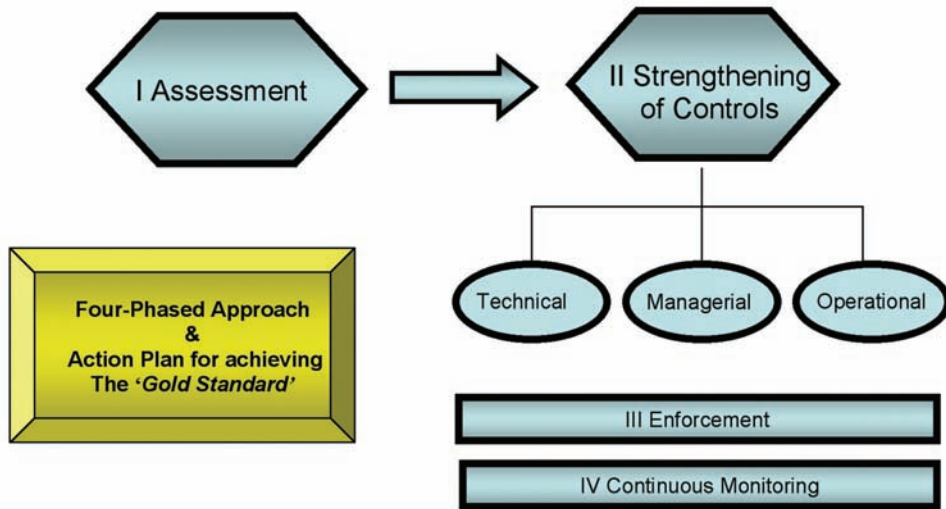 I Assessment
II Strengthening
of Controls
Technical
Managerial
Operational
Four-Phased Approach
&
Action Plan for achieving
The ‘Gold Standard’
III Enforcement
IV Continuous Monitoring